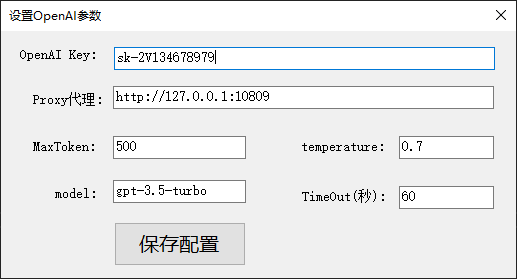 设置OpenAI参数
OpenAI Key: sk-2V134678979
Proxy代理: http://127.0.0.1:10809
MaxToken: 500 temperature: 0.7
model: gpt-3.5-turbo TimeOut(秒): 60
保存配置